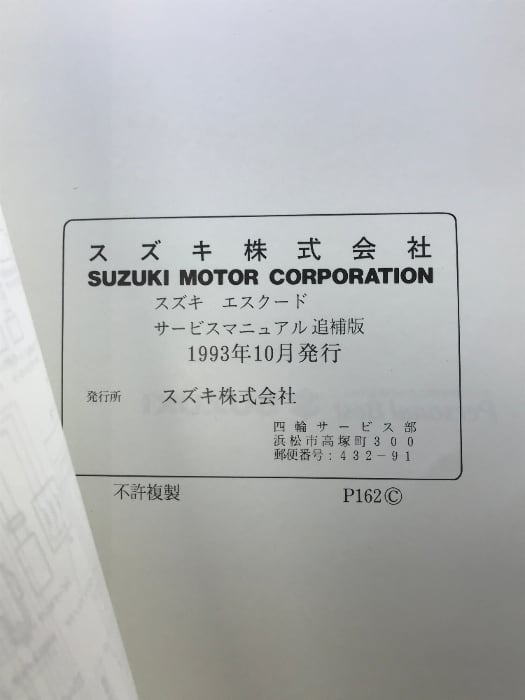 スズキ株式会社
SUZUKI MOTOR CORPORATION
スズキ エスクード
サービスマニュアル追補版
1993年10月発行
発行所 スズキ株式会社
四輪サービス部
浜松市高塚町300
郵便番号:432-91
不許複製 P162©